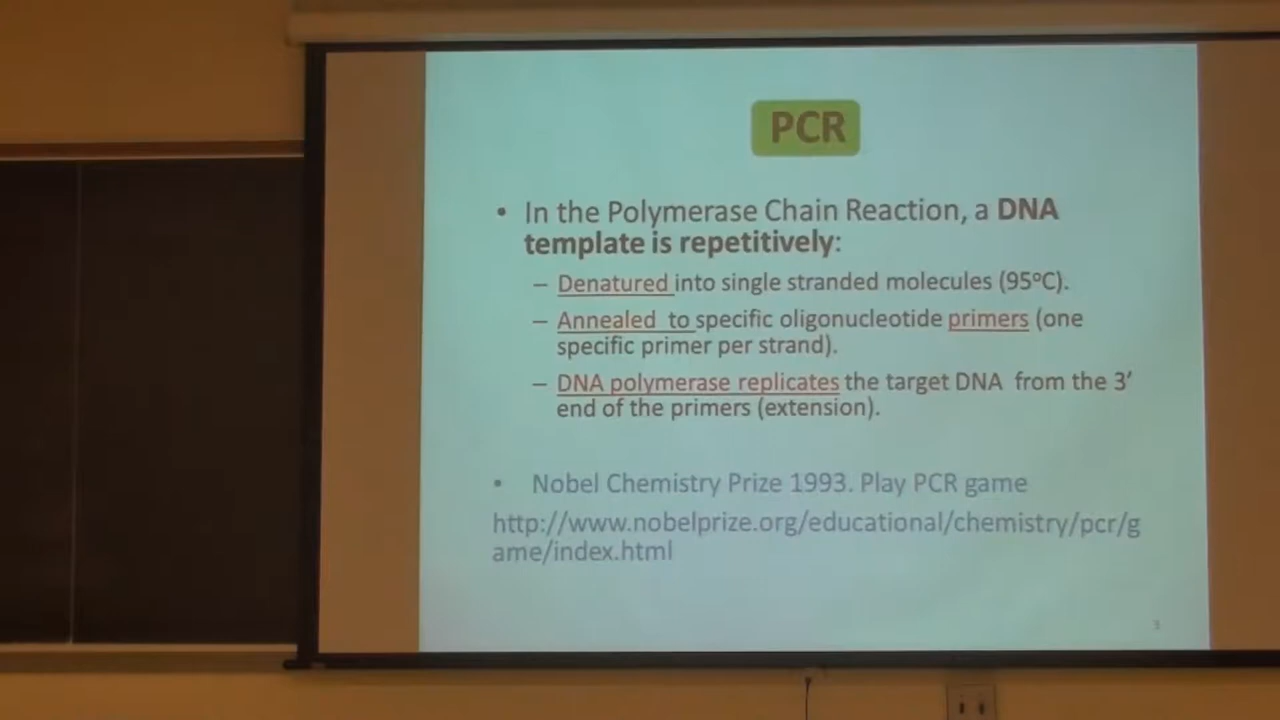 PCR
• In the Polymerase Chain Reaction, a DNA
template is repetitively:
– Denatured into single stranded molecules (95ºC).
– Annealed to specific oligonucleotide primers (one
specific primer per strand).
– DNA polymerase replicates the target DNA from the 3’
end of the primers (extension).
• Nobel Chemistry Prize 1993. Play PCR game
http://www.nobelprize.org/educational/chemistry/pcr/g
ame/index.html
3